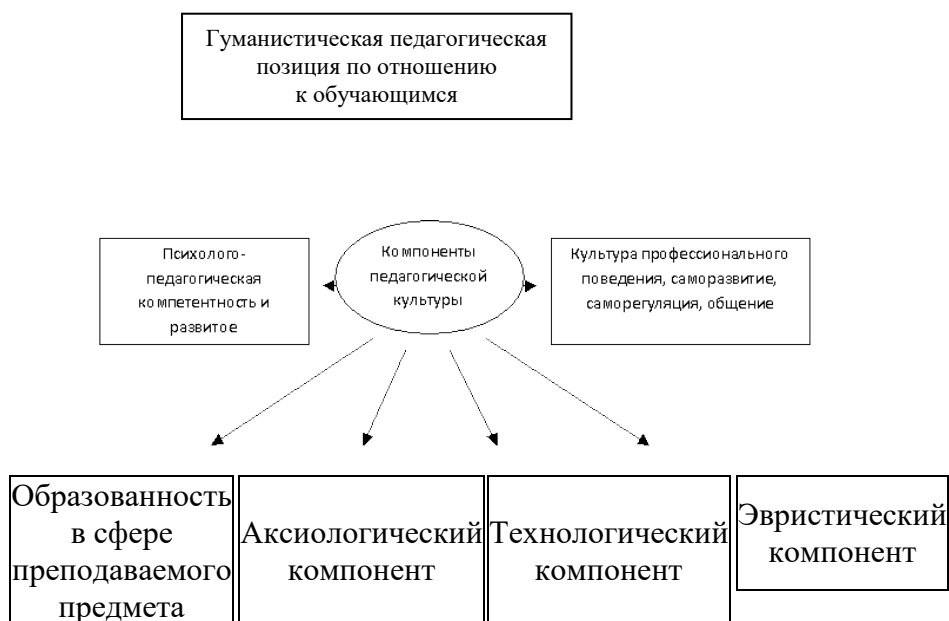 Гуманистическая педагогическая
позиция по отношению
к обучающимся
Психолого-
педагогическая
компетентность и
развитое
Компоненты
педагогической
культуры
Культура профессионального
поведения, саморазвитие,
саморегуляция, общение
Образованность
в сфере
преподаваемого
предмета
Аксиологический
компонент
Технологический
компонент
Эвристический
компонент